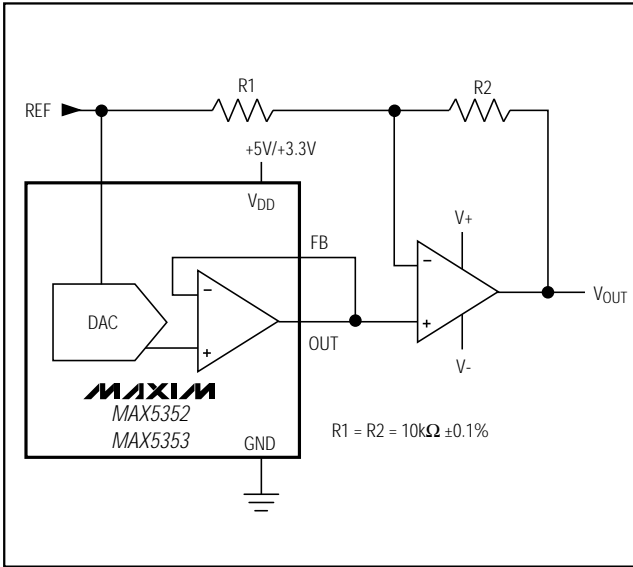 R1
R2
REF
+5V/+3.3V
VDD
FB
V+
DAC
−
+
−
+
VOUT
OUT
V-
MAXIM
MAX5352
MAX5353
GND
R1 = R2 = 10kΩ ±0.1%